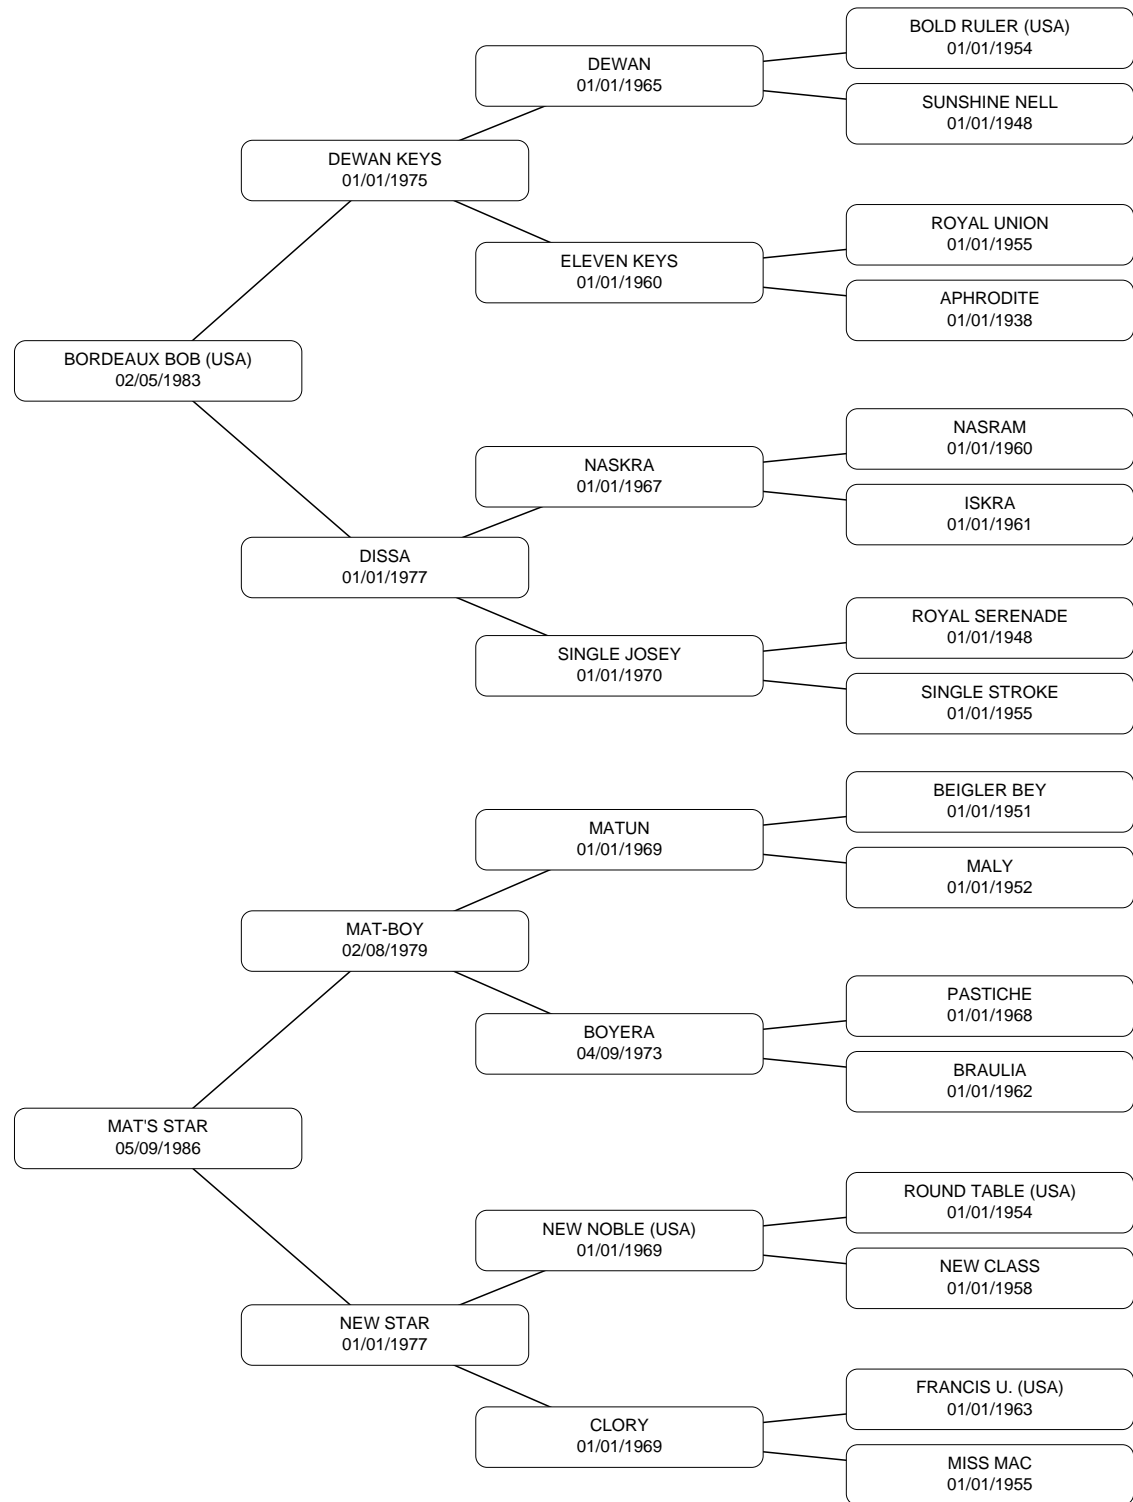 BOLD RULER (USA)
01/01/1954
DEWAN
01/01/1965
SUNSHINE NELL
01/01/1948
DEWAN KEYS
01/01/1975
ROYAL UNION
01/01/1955
ELEVEN KEYS
01/01/1960
APHRODITE
01/01/1938
BORDEAUX BOB (USA)
02/05/1983
NASRAM
01/01/1960
NASKRA
01/01/1967
ISKRA
01/01/1961
DISSA
01/01/1977
ROYAL SERENADE
01/01/1948
SINGLE JOSEY
01/01/1970
SINGLE STROKE
01/01/1955
BEIGLER BEY
01/01/1951
MATUN
01/01/1969
MALY
01/01/1952
MAT-BOY
02/08/1979
PASTICHE
01/01/1968
BOYERA
04/09/1973
BRAULIA
01/01/1962
MAT'S STAR
05/09/1986
ROUND TABLE (USA)
01/01/1954
NEW NOBLE (USA)
01/01/1969
NEW CLASS
01/01/1958
NEW STAR
01/01/1977
FRANCIS U. (USA)
01/01/1963
CLORY
01/01/1969
MISS MAC
01/01/1955